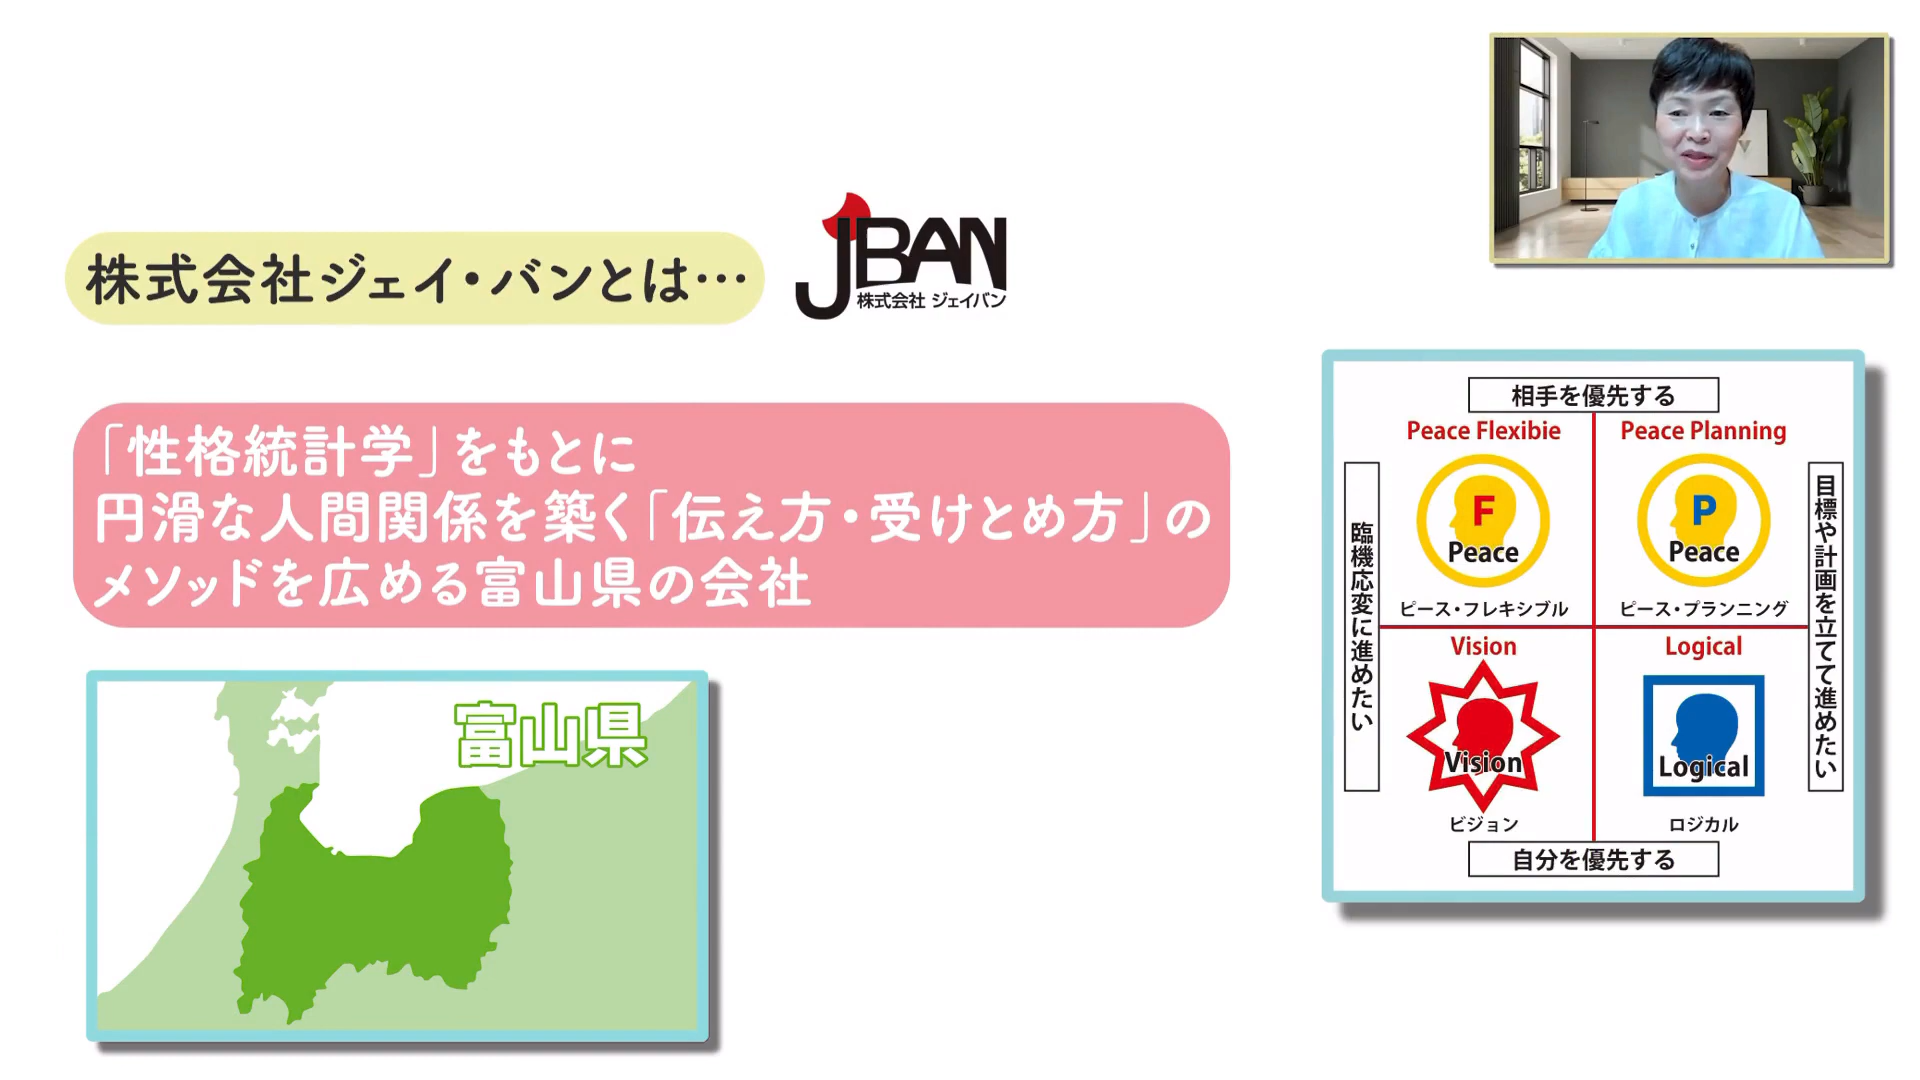 株式会社ジェイ・バンとは…
JBAN
株式会社 ジェイバン
「性格統計学」をもとに
円滑な人間関係を築く「伝え方・受けとめ方」の
メソッドを広める富山県の会社
富山県
相手を優先する
Peace Flexibie
Peace Planning
F
Peace
P
Peace
ピース・フレキシブル
ピース・プランニング
臨機応変に進めたい
目標や計画を立てて進めたい
Vision
Logical
Vision
Logical
ビジョン
ロジカル
自分を優先する